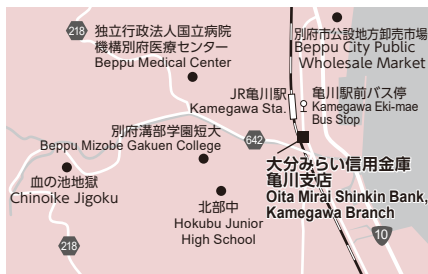 218
独立行政法人国立病院
機構別府医療センター
Beppu Medical Center
別府市公設地方卸売市場
Beppu City Public
Wholesale Market
JR亀川駅
Kamegawa Sta.
亀川駅前バス停
Kamegawa Eki-mae
Bus Stop
別府溝部学園短大
Beppu Mizobe Gakuen College
642
大分みらい信用金庫
亀川支店
Oita Mirai Shinkin Bank,
Kamegawa Branch
血の池地獄
Chinoike Jigoku
北部中
Hokubu Junior
High School
218
10